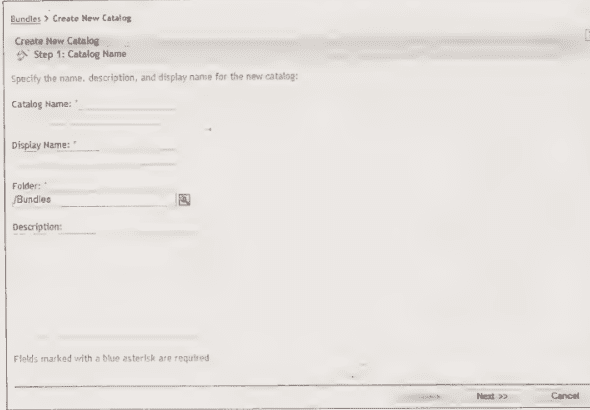 Bundles > Create New Catalog
Create New Catalog
Step 1: Catalog Name
Specify the name, description, and display name for the new catalog:
Catalog Name: *
Display Name: *
Folder: *
/Bundles
Description:
Fields marked with a blue asterisk are required
Next >> Cancel